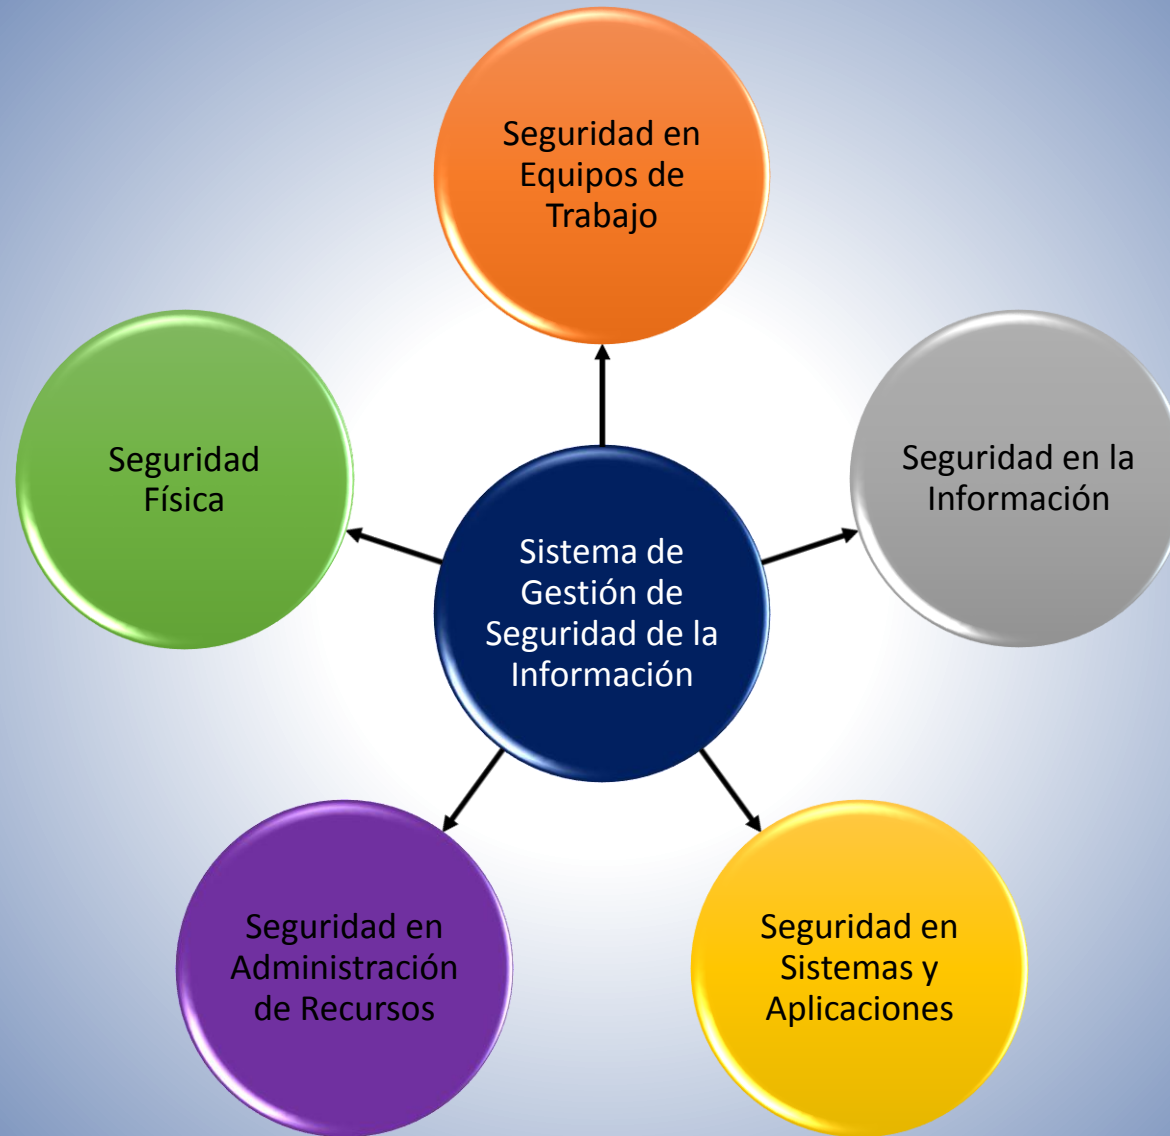 Seguridad en
Equipos de
Trabajo
Seguridad
Física
Seguridad en la
Información
Sistema de
Gestión de
Seguridad de la
Información
Seguridad en
Administración
de Recursos
Seguridad en
Sistemas y
Aplicaciones